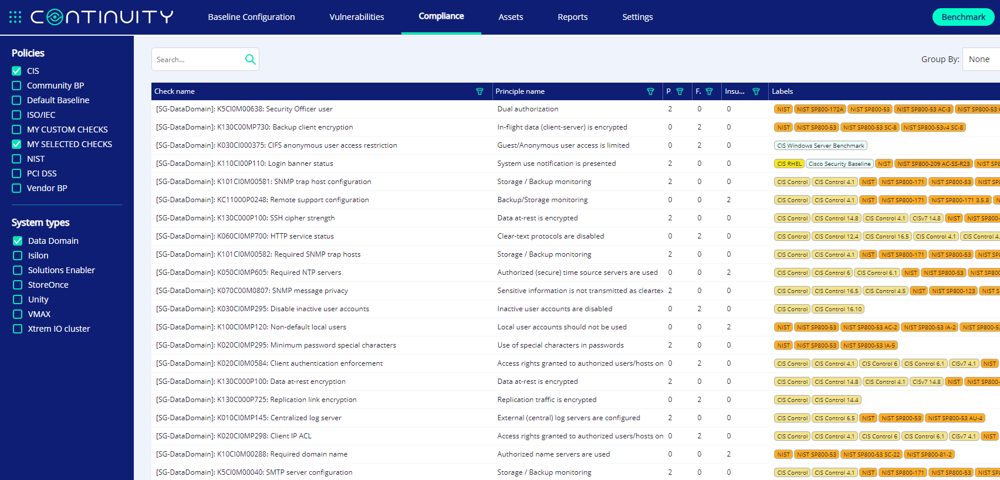 CONTINUITY Baseline Configuration Vulnerabilities Compliance Assets Reports Settings Benchmark
Policies
CIS
Community BP
Default Baseline
ISO/IEC
MY CUSTOM CHECKS
MY SELECTED CHECKS
NIST
PCI DSS
Vendor BP
System types
Data Domain
Isilon
Solutions Enabler
StoreOnce
Unity
VMAX
Xtrem IO cluster
Search...
Group By: None
Check name Principle name P. F. Insu... Labels
[SG-DataDomain]: K5CI0M00638: Security Officer user Dual authorization 2 0 0 NIST NIST SP800-172A NIST SP800-53 NIST SP800-53 AC-3 NIST SP800-53
[SG-DataDomain]: K130C00MP730: Backup client encryption In-flight data (client-server) is encrypted 0 2 0 NIST NIST SP800-53 NIST SP800-53 SC-8 NIST SP800-53v4 SC-8
[SG-DataDomain]: K030CI000375: CIFS anonymous user access restriction Guest/Anonymous user access is limited 0 2 0 CIS Windows Server Benchmark
[SG-DataDomain]: K110CI00P110: Login banner status System use notification is presented 2 0 0 CIS RHEL Cisco Security Baseline NIST NIST SP800-209 AC-SS-R23 NIST SP8
[SG-DataDomain]: K101CI0M00581: SNMP trap host configuration Storage / Backup monitoring 2 0 0 CIS Control CIS Control 4.1 NIST NIST SP800-171 NIST SP800-53 NIST SP8
[SG-DataDomain]: KC11000P0248: Remote support configuration Backup/Storage monitoring 0 0 2 CIS Control CIS Control 4.1 NIST NIST SP800-171 NIST SP800-171 3.5.8 N
[SG-DataDomain]: K130C000P100: SSH cipher strength Data at-rest is encrypted 2 0 0 CIS Control CIS Control 14.8 CIS Control 4.1 CISv7 14.8 NIST NIST SP800-
[SG-DataDomain]: K060CI0MP700: HTTP service status Clear-text protocols are disabled 0 2 0 CIS Control CIS Control 12.4 CIS Control 16.5 CIS Control 4.1 CIS Control 4.
[SG-DataDomain]: K101CI0M00582: Required SNMP trap hosts Storage / Backup monitoring 2 0 0 CIS Control CIS Control 4.1 NIST NIST SP800-171 NIST SP800-53 NIST SP8
[SG-DataDomain]: K050CI0MP605: Required NTP servers Authorized (secure) time source servers are used 0 0 2 CIS Control CIS Control 6 CIS Control 6.1 NIST NIST SP800-53 NIST SP800
[SG-DataDomain]: K070C00M0807: SNMP message privacy Sensitive information is not transmitted as cleartex 2 0 0 CIS Control CIS Control 16.5 CIS Control 4.5 NIST NIST SP800-123 NIST S
[SG-DataDomain]: K030CI0MP295: Disable inactive user accounts Inactive user accounts are disabled 0 2 0 CIS Control CIS Control 16.10
[SG-DataDomain]: K100CI0MP120: Non-default local users Local user accounts should not be used 0 0 2 NIST NIST SP800-53 NIST SP800-53 AC-2 NIST SP800-53 IA-2 NIST SP800-5
[SG-DataDomain]: K020CI0MP295: Minimum password special characters Use of special characters in passwords 2 0 0 NIST NIST SP800-53 NIST SP800-53 IA-5
[SG-DataDomain]: K020CI0M0584: Client authentication enforcement Access rights granted to authorized users/hosts on 0 2 0 CIS Control CIS Control 4.1 CIS Control 6 CIS Control 6.1 CISv7 4.1 NIST
[SG-DataDomain]: K130C000P100: Data at-rest encryption Data at-rest is encrypted 2 0 0 CIS Control CIS Control 14.8 CIS Control 4.1 CISv7 14.8 NIST NIST SP800-
[SG-DataDomain]: K130C000P725: Replication link encryption Replication traffic is encrypted 0 2 0 CIS Control CIS Control 14.4
[SG-DataDomain]: K010CI0MP145: Centralized log server External (central) log servers are configured 2 0 0 CIS Control CIS Control 6.5 NIST NIST SP800-53 NIST SP800-53 AU-4
[SG-DataDomain]: K020CI0MP298: Client IP ACL Access rights granted to authorized users/hosts on 0 2 0 CIS Control CIS Control 4.1 CIS Control 6 CIS Control 6.1 CISv7 4.1 NIST
[SG-DataDomain]: K10CI0M00288: Required domain name Authorized name servers are used 0 0 2 NIST NIST SP800-53 NIST SP800-53 SC-22 NIST SP800-81-2
[SG-DataDomain]: K5CI0M00040: SMTP server configuration Storage / Backup monitoring 2 0 0 CIS Control CIS Control 4.1 NIST NIST SP800-171 NIST SP800-53 NIST SP8